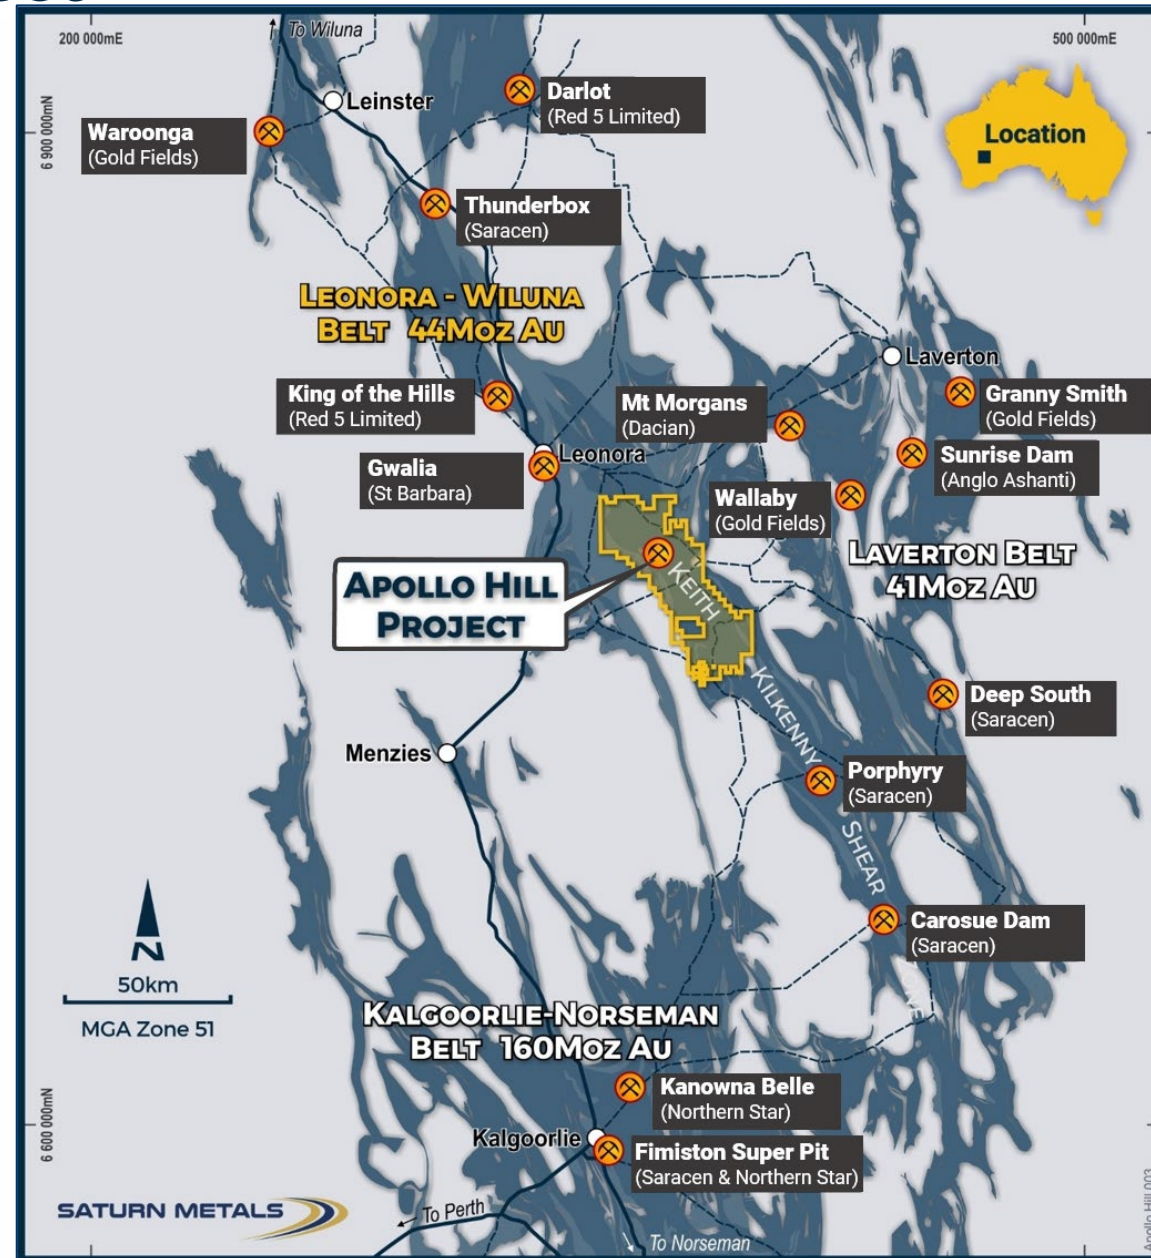 200 000mE
To Wiluna
500 000mE
6 900 000mN
Leinster
Darlot
(Red 5 Limited)
Waroonga
(Gold Fields)
Location
Thunderbox
(Saracen)
LEONORA - WILUNA
BELT 44MOZ AU
Laverton
King of the Hills
(Red 5 Limited)
Mt Morgans
(Dacian)
Granny Smith
(Gold Fields)
Leonora
Sunrise Dam
(Anglo Ashanti)
Gwalia
(St Barbara)
Wallaby
(Gold Fields)
LAVERTON BELT
41MOZ AU
APOLLO HILL
PROJECT
KEITH
KILKENNY
SHEAR
ZONE
Deep South
(Saracen)
Menzies
Porphyry
(Saracen)
Carosue Dam
(Saracen)
N
50km
MGA Zone 51
KALGOORLIE-NORSEMAN
BELT 160MOZ AU
Kanowna Belle
(Northern Star)
6 600 000mN
Kalgoorlie
Fimiston Super Pit
(Saracen & Northern Star)
SATURN METALS
To Perth
To Norseman
Apollo Hill 003